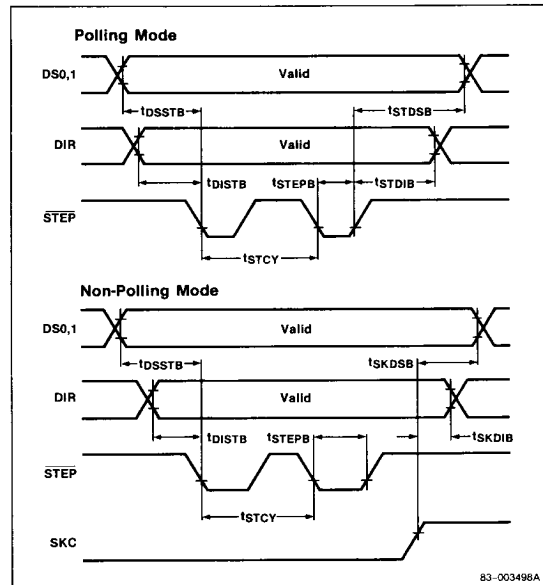 Polling Mode
DS0,1
Valid
tDSSTB
tSTDSB
DIR
Valid
tDISTB
tSTEPB
tSTDIB
STEP
tSTCY
Non-Polling Mode
DS0,1
Valid
tDSSTB
tSKDSB
DIR
Valid
tDISTB
tSTEPB
tSKDIB
STEP
tSTCY
SKC
83-003498A